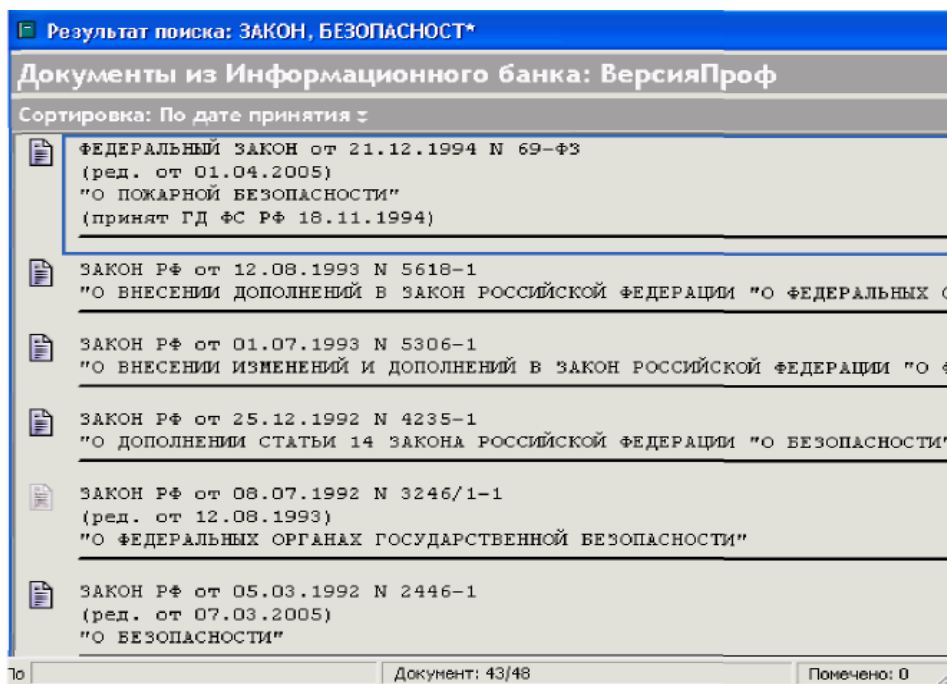 Результат поиска: ЗАКОН, БЕЗОПАСНОСТ*
Документы из Информационного банка: ВерсияПроф
Сортировка: По дате принятия
ФЕДЕРАЛЬНЫЙ ЗАКОН от 21.12.1994 N 69-ФЗ
(ред. от 01.04.2005)
"О ПОЖАРНОЙ БЕЗОПАСНОСТИ"
(принят ГД ФС РФ 18.11.1994)
ЗАКОН РФ от 12.08.1993 N 5618-1
"О ВНЕСЕНИИ ДОПОЛНЕНИЙ В ЗАКОН РОССИЙСКОЙ ФЕДЕРАЦИИ "О ФЕДЕРАЛЬНЫХ
ЗАКОН РФ от 01.07.1993 N 5306-1
"О ВНЕСЕНИИ ИЗМЕНЕНИЙ И ДОПОЛНЕНИЙ В ЗАКОН РОССИЙСКОЙ ФЕДЕРАЦИИ "О
ЗАКОН РФ от 25.12.1992 N 4235-1
"О ДОПОЛНЕНИИ СТАТЬИ 14 ЗАКОНА РОССИЙСКОЙ ФЕДЕРАЦИИ "О БЕЗОПАСНОСТИ"
ЗАКОН РФ от 08.07.1992 N 3246/1-1
(ред. от 12.08.1993)
"О ФЕДЕРАЛЬНЫХ ОРГАНАХ ГОСУДАРСТВЕННОЙ БЕЗОПАСНОСТИ"
ЗАКОН РФ от 05.03.1992 N 2446-1
(ред. от 07.03.2005)
"О БЕЗОПАСНОСТИ"
По Документ: 43/48 Помечено: 0